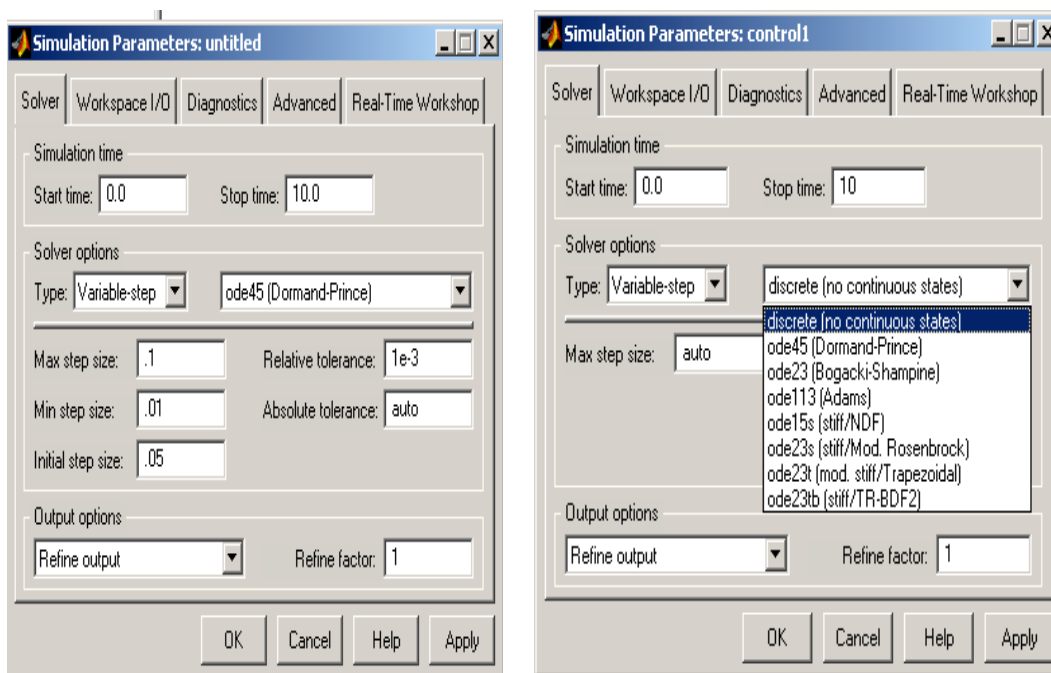 Simulation Parameters: untitled
Solver Workspace I/O Diagnostics Advanced Real-Time Workshop
Simulation time
Start time: 0.0 Stop time: 10.0
Solver options
Type: Variable-step ode45 (Dormand-Prince)
Max step size: .1 Relative tolerance: 1e-3
Min step size: .01 Absolute tolerance: auto
Initial step size: .05
Output options
Refine output Refine factor: 1
OK Cancel Help Apply
Simulation Parameters: control1
Solver Workspace I/O Diagnostics Advanced Real-Time Workshop
Simulation time
Start time: 0.0 Stop time: 10
Solver options
Type: Variable-step discrete (no continuous states)
discrete (no continuous states)
Max step size: auto
ode45 (Dormand-Prince)
ode23 (Bogacki-Shampine)
ode113 (Adams)
ode15s (stiff/NDF)
ode23s (stiff/Mod. Rosenbrock)
ode23t (mod. stiff/Trapezoidal)
ode23tb (stiff/TR-BDF2)
Output options
Refine output Refine factor: 1
OK Cancel Help Apply